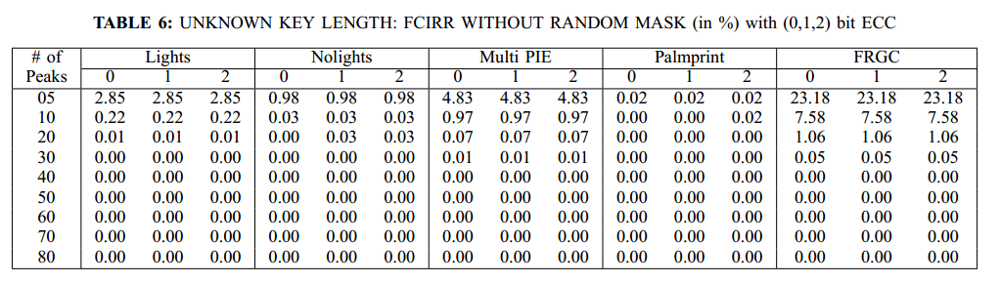 TABLE 6: UNKNOWN KEY LENGTH: FCIRR WITHOUT RANDOM MASK (in %) with (0,1,2) bit ECC
# of Lights Nolights Multi PIE Palmprint FRGC
Peaks 0 1 2 0 1 2 0 1 2 0 1 2 0 1 2
05 2.85 2.85 2.85 0.98 0.98 0.98 4.83 4.83 4.83 0.02 0.02 0.02 23.18 23.18 23.18
10 0.22 0.22 0.22 0.03 0.03 0.03 0.97 0.97 0.97 0.00 0.00 0.02 7.58 7.58 7.58
20 0.01 0.01 0.01 0.00 0.03 0.03 0.07 0.07 0.07 0.00 0.00 0.00 1.06 1.06 1.06
30 0.00 0.00 0.00 0.00 0.00 0.00 0.01 0.01 0.01 0.00 0.00 0.00 0.05 0.05 0.05
40 0.00 0.00 0.00 0.00 0.00 0.00 0.00 0.00 0.00 0.00 0.00 0.00 0.00 0.00 0.00
50 0.00 0.00 0.00 0.00 0.00 0.00 0.00 0.00 0.00 0.00 0.00 0.00 0.00 0.00 0.00
60 0.00 0.00 0.00 0.00 0.00 0.00 0.00 0.00 0.00 0.00 0.00 0.00 0.00 0.00 0.00
70 0.00 0.00 0.00 0.00 0.00 0.00 0.00 0.00 0.00 0.00 0.00 0.00 0.00 0.00 0.00
80 0.00 0.00 0.00 0.00 0.00 0.00 0.00 0.00 0.00 0.00 0.00 0.00 0.00 0.00 0.00